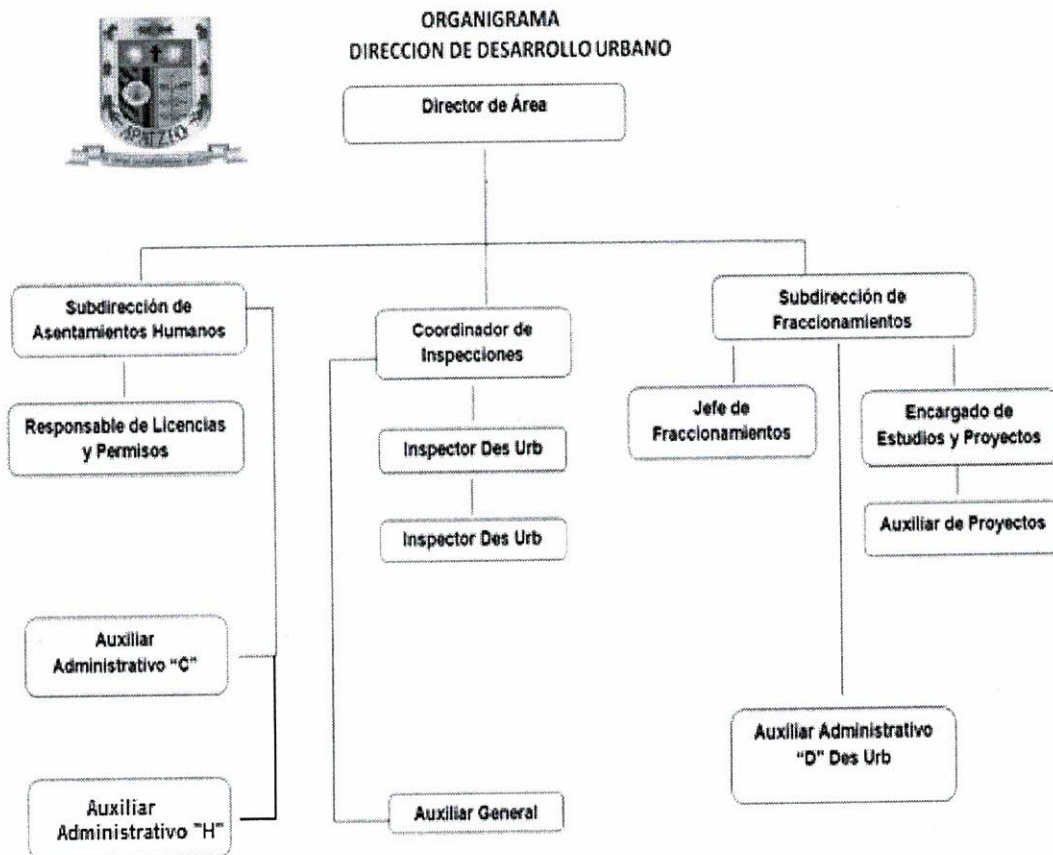 ORGANIGRAMA
DIRECCION DE DESARROLLO URBANO
APATZEO
Director de Área
Subdirección de
Asentamientos Humanos
Coordinador de
Inspecciones
Subdirección de
Fraccionamientos
Responsable de Licencias
y Permisos
Inspector Des Urb
Inspector Des Urb
Jefe de
Fraccionamientos
Encargado de
Estudios y Proyectos
Auxiliar de Proyectos
Auxiliar
Administrativo "C"
Auxiliar Administrativo
"D" Des Urb
Auxiliar
Administrativo "H"
Auxiliar General